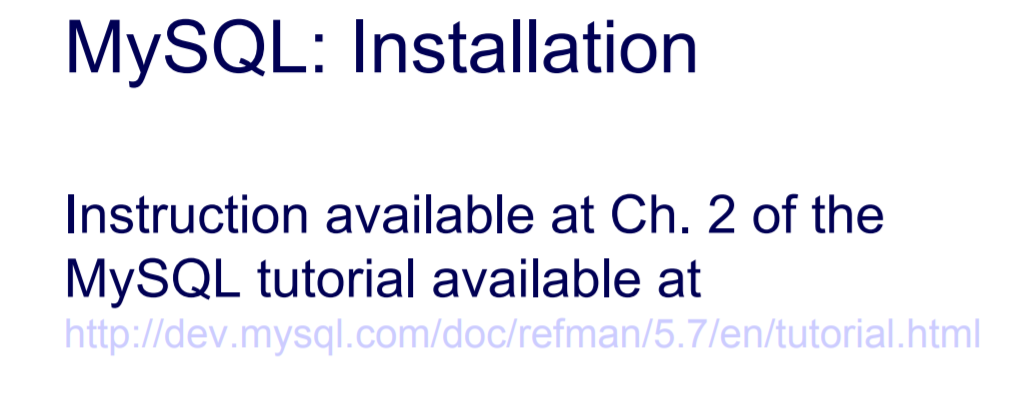 MySQL: Installation
Instruction available at Ch. 2 of the
MySQL tutorial available at
http://dev.mysql.com/doc/refman/5.7/en/tutorial.html